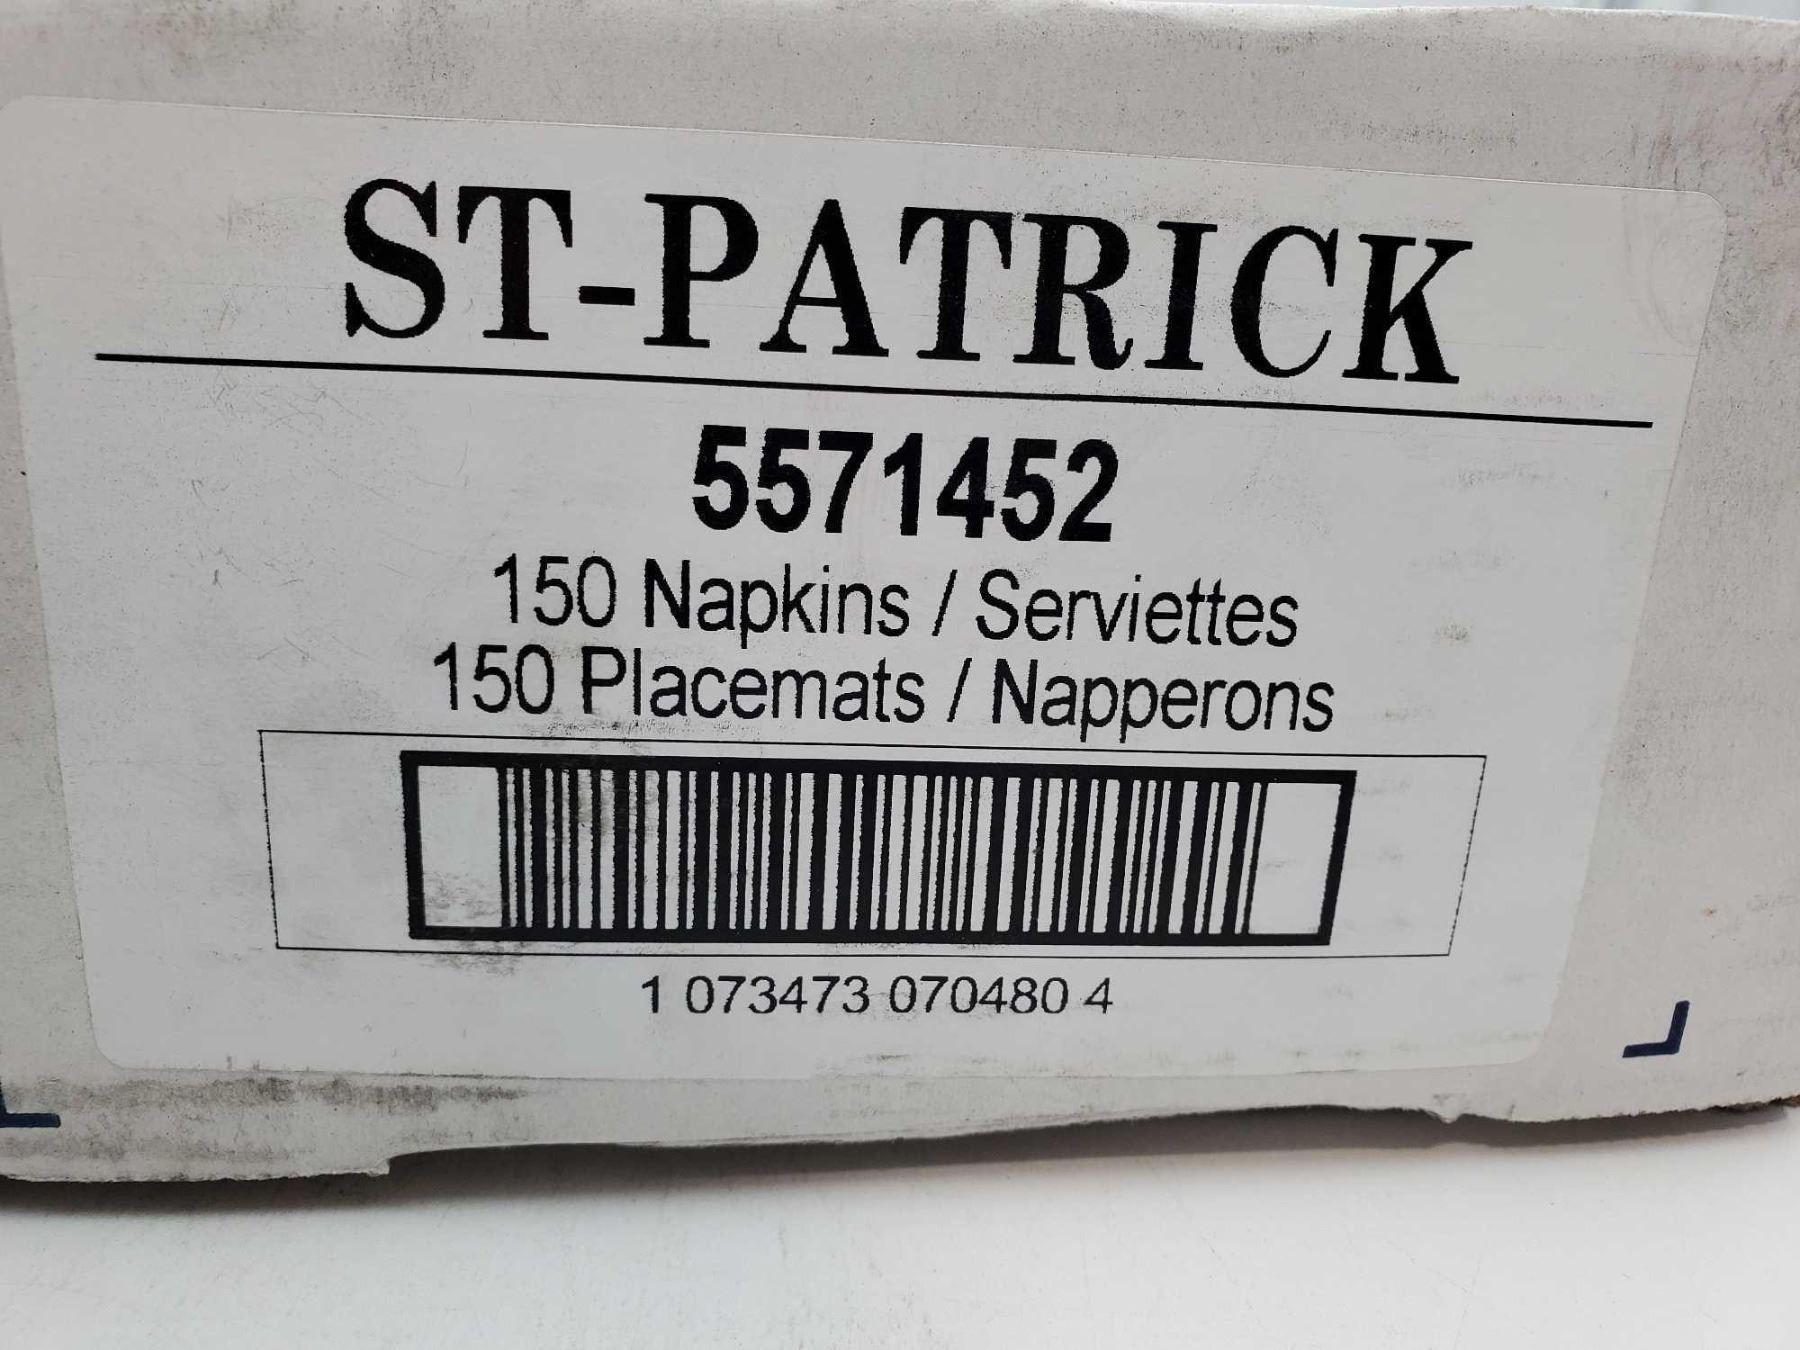 ST-PATRICK
5571452
150 Napkins / Serviettes
150 Placemats / Napperons
1 073473 070480 4